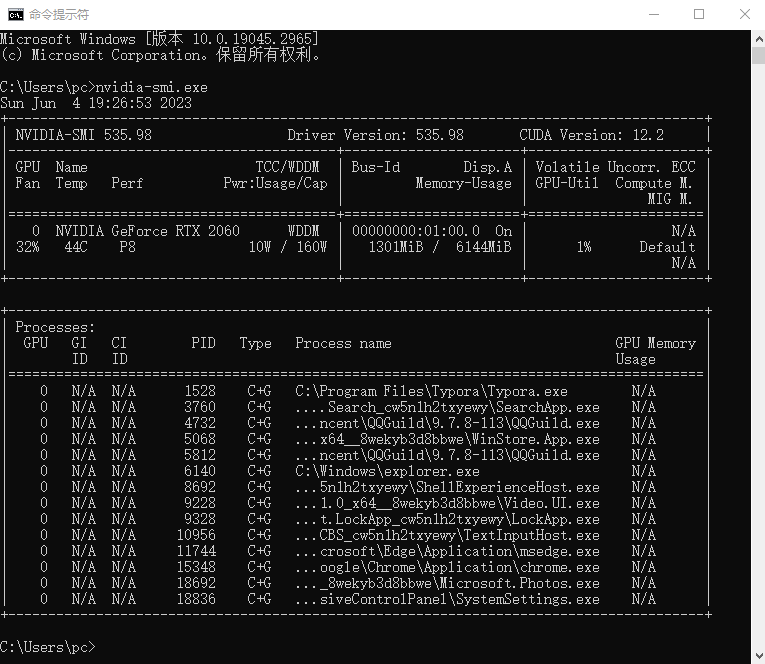 命令提示符
Microsoft Windows [版本 10.0.19045.2965]
(c) Microsoft Corporation。保留所有权利。
C:\Users\pc>nvidia-smi.exe
Sun Jun  4 19:26:53 2023
NVIDIA-SMI 535.98 Driver Version: 535.98 CUDA Version: 12.2
GPU Name TCC/WDDM | Bus-Id Disp.A | Volatile Uncorr. ECC
Fan Temp Perf Pwr:Usage/Cap | Memory-Usage | GPU-Util Compute M.
MIG M.
0 NVIDIA GeForce RTX 2060 WDDM | 00000000:01:00.0 On | N/A
32% 44C P8 10W / 160W | 1301MiB / 6144MiB | 1% Default
N/A
Processes:
GPU GI CI PID Type Process name GPU Memory
ID ID Usage
0 N/A N/A 1528 C+G C:\Program Files\Typora\Typora.exe N/A
0 N/A N/A 3760 C+G ....Search_cw5n1h2txyewy\SearchApp.exe N/A
0 N/A N/A 4732 C+G ...ncent\QQGuild\9.7.8-113\QQGuild.exe N/A
0 N/A N/A 5068 C+G ...x64__8wekyb3d8bbwe\WinStore.App.exe N/A
0 N/A N/A 5812 C+G ...ncent\QQGuild\9.7.8-113\QQGuild.exe N/A
0 N/A N/A 6140 C+G C:\Windows\explorer.exe N/A
0 N/A N/A 8692 C+G ...5n1h2txyewy\ShellExperienceHost.exe N/A
0 N/A N/A 9228 C+G ...1.0_x64__8wekyb3d8bbwe\Video.UI.exe N/A
0 N/A N/A 9328 C+G ...t.LockApp_cw5n1h2txyewy\LockApp.exe N/A
0 N/A N/A 10956 C+G ...CBS_cw5n1h2txyewy\TextInputHost.exe N/A
0 N/A N/A 11744 C+G ...crosoft\Edge\Application\msedge.exe N/A
0 N/A N/A 15348 C+G ...oogle\Chrome\Application\chrome.exe N/A
0 N/A N/A 18692 C+G ..._8wekyb3d8bbwe\Microsoft.Photos.exe N/A
0 N/A N/A 18836 C+G ...siveControlPanel\SystemSettings.exe N/A
C:\Users\pc>